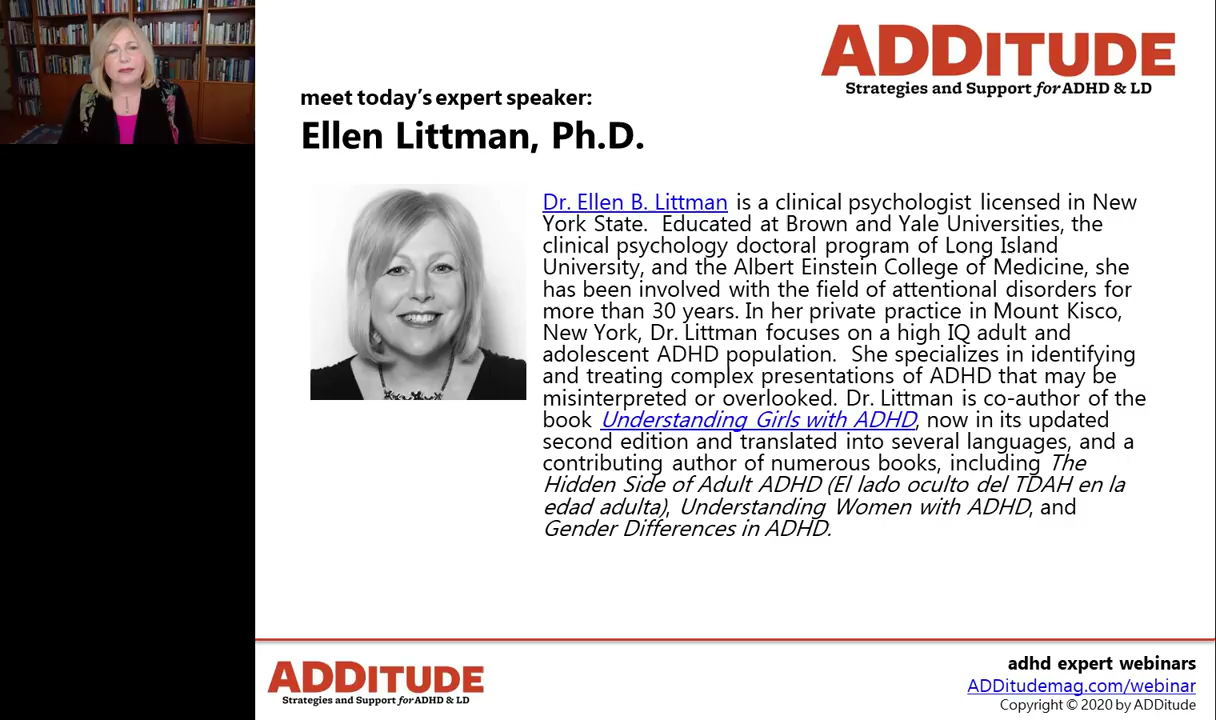 ADDITUDE
Strategies and Support for ADHD & LD
meet today's expert speaker:
Ellen Littman, Ph.D.
Dr. Ellen B. Littman is a clinical psychologist licensed in New
York State.  Educated at Brown and Yale Universities, the
clinical psychology doctoral program of Long Island
University, and the Albert Einstein College of Medicine, she
has been involved with the field of attentional disorders for
more than 30 years. In her private practice in Mount Kisco,
New York, Dr. Littman focuses on a high IQ adult and
adolescent ADHD population.  She specializes in identifying
and treating complex presentations of ADHD that may be
misinterpreted or overlooked. Dr. Littman is co-author of the
book Understanding Girls with ADHD, now in its updated
second edition and translated into several languages, and a
contributing author of numerous books, including The
Hidden Side of Adult ADHD (El lado oculto del TDAH en la
edad adulta), Understanding Women with ADHD, and
Gender Differences in ADHD.
ADDITUDE
Strategies and Support for ADHD & LD
adhd expert webinars
ADDitudemag.com/webinar
Copyright © 2020 by ADDitude